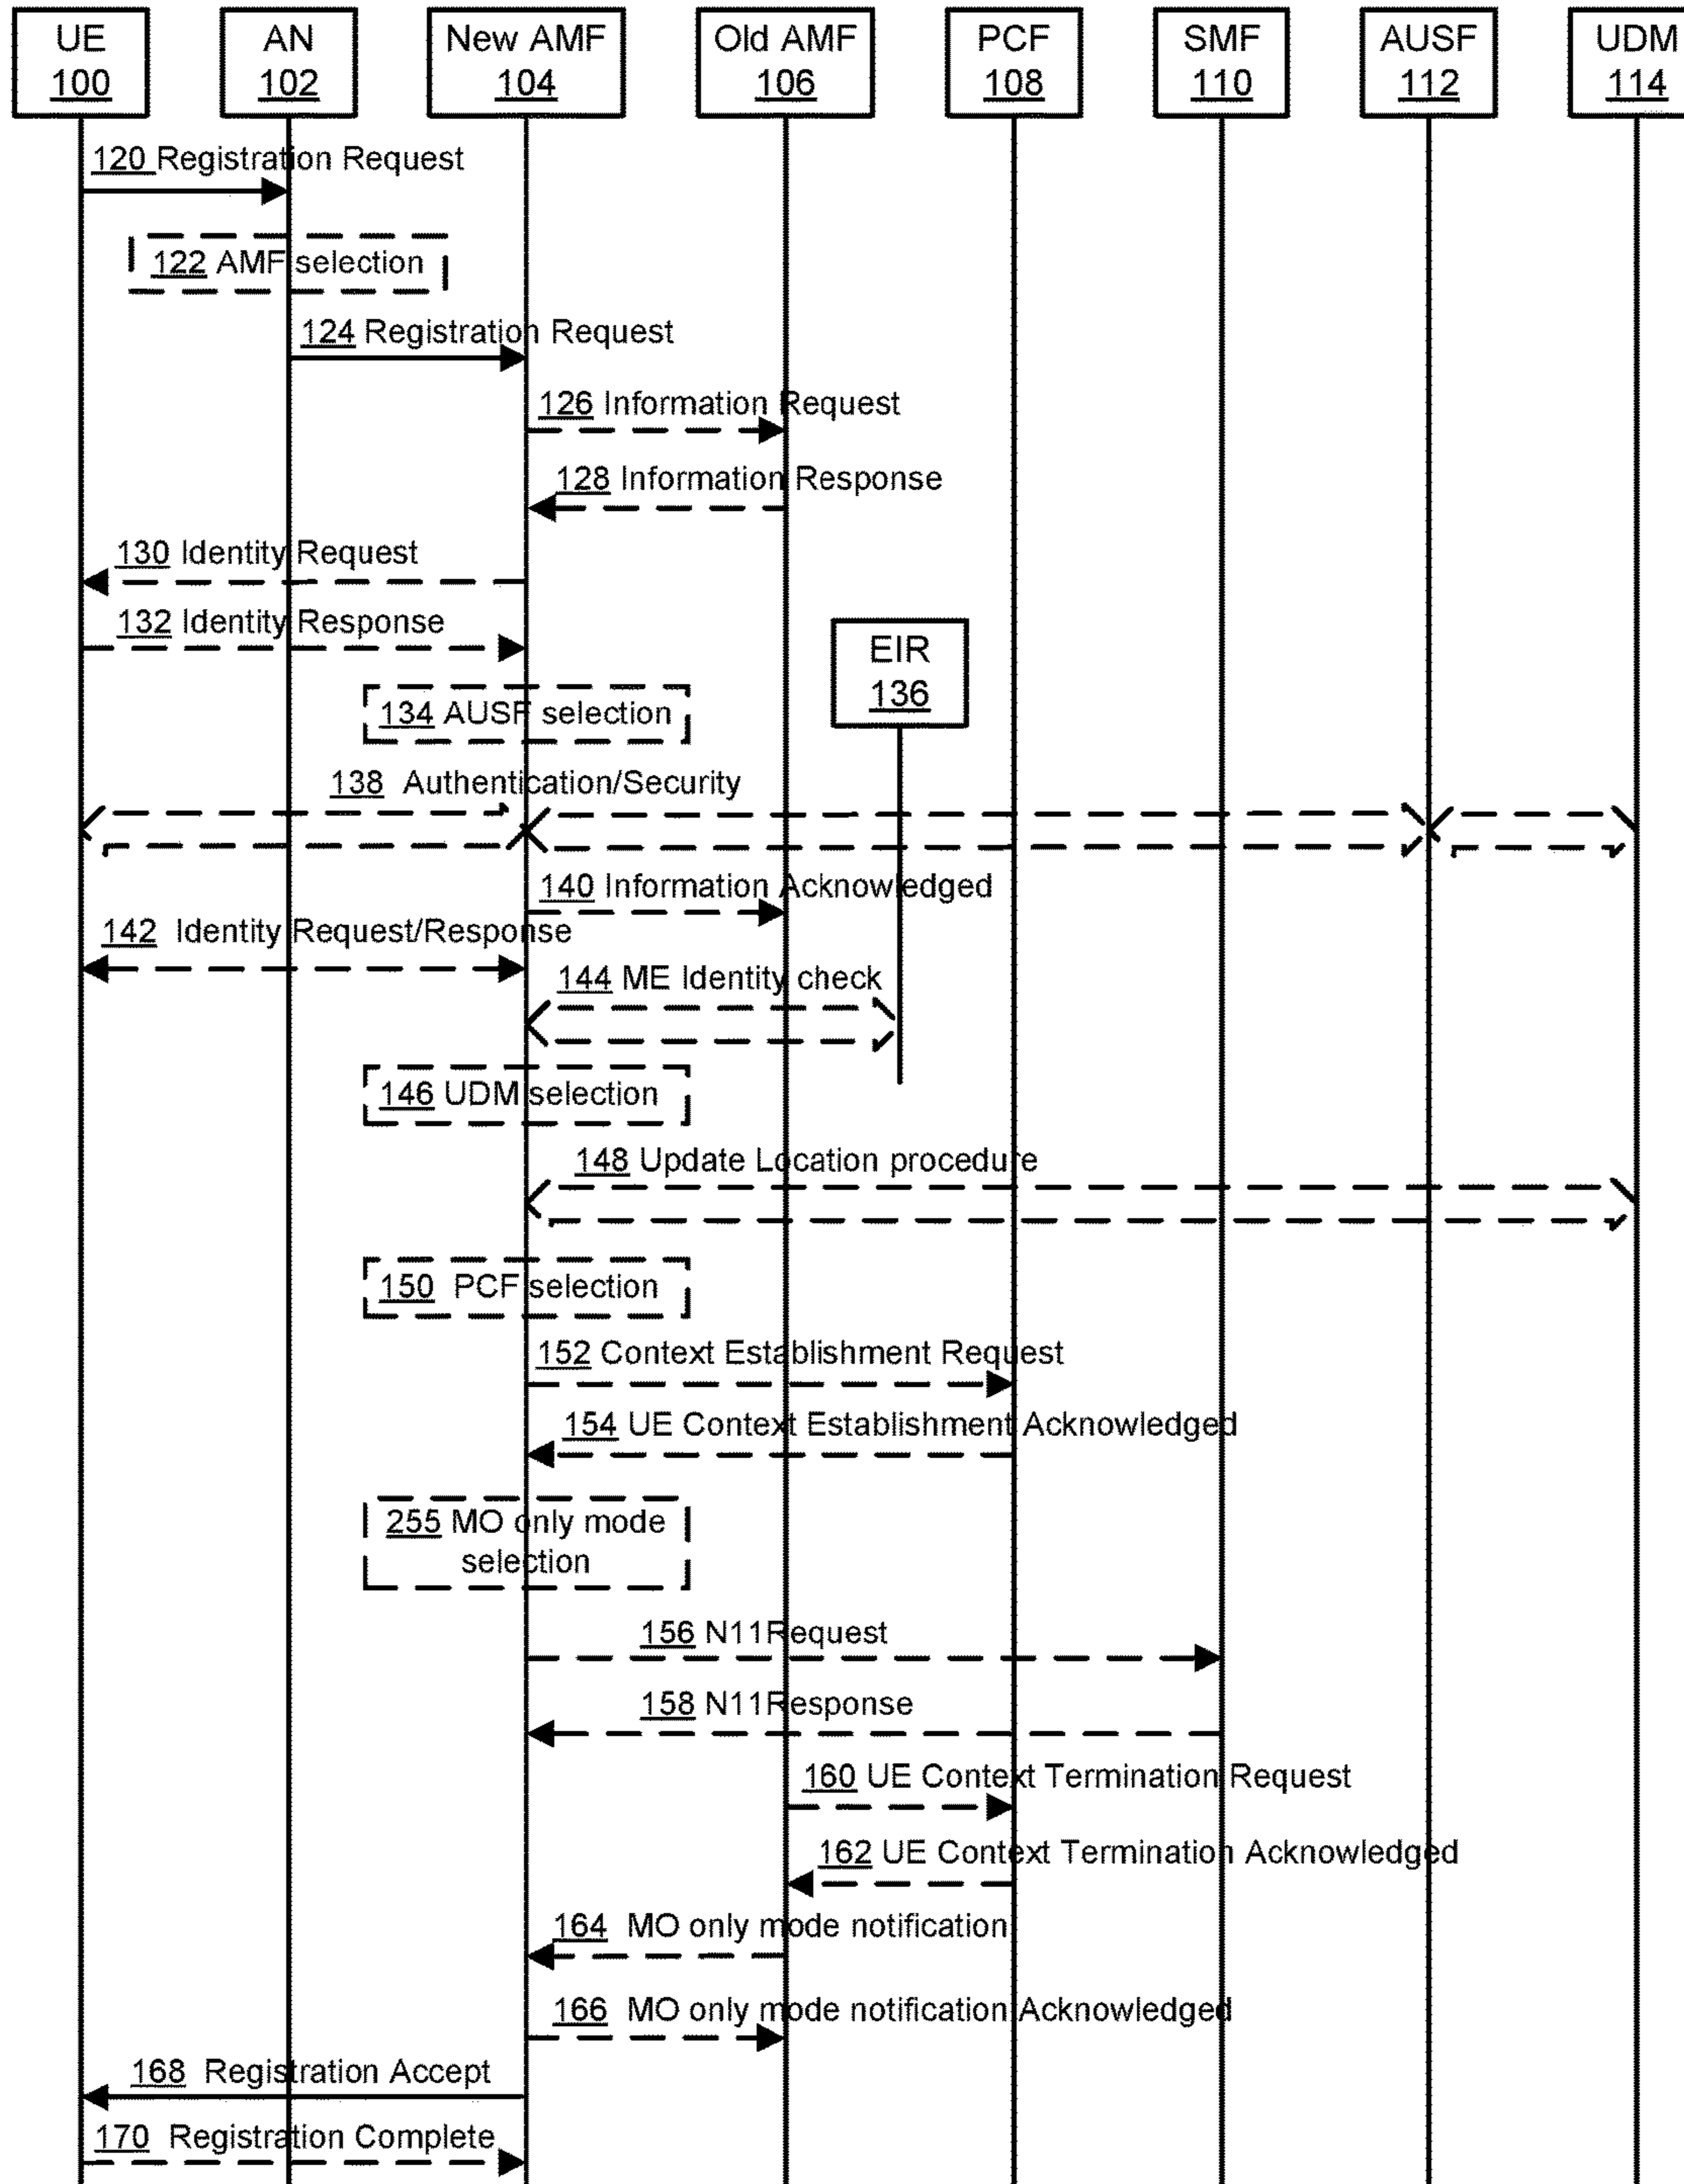 UE
100
AN
102
New AMF
104
Old AMF
106
PCF
108
SMF
110
AUSF
112
UDM
114
120 Registration Request
122 AMF selection
124 Registration Request
126 Information Request
128 Information Response
130 Identity Request
132 Identity Response
EIR
136
134 AUSF selection
138 Authentication/Security
140 Information Acknowledged
142 Identity Request/Response
144 ME Identity check
146 UDM selection
148 Update Location procedure
150 PCF selection
152 Context Establishment Request
154 UE Context Establishment Acknowledged
255 MO only mode
selection
156 N11Request
158 N11Response
160 UE Context Termination Request
162 UE Context Termination Acknowledged
164 MO only mode notification
166 MO only mode notification Acknowledged
168 Registration Accept
170 Registration Complete